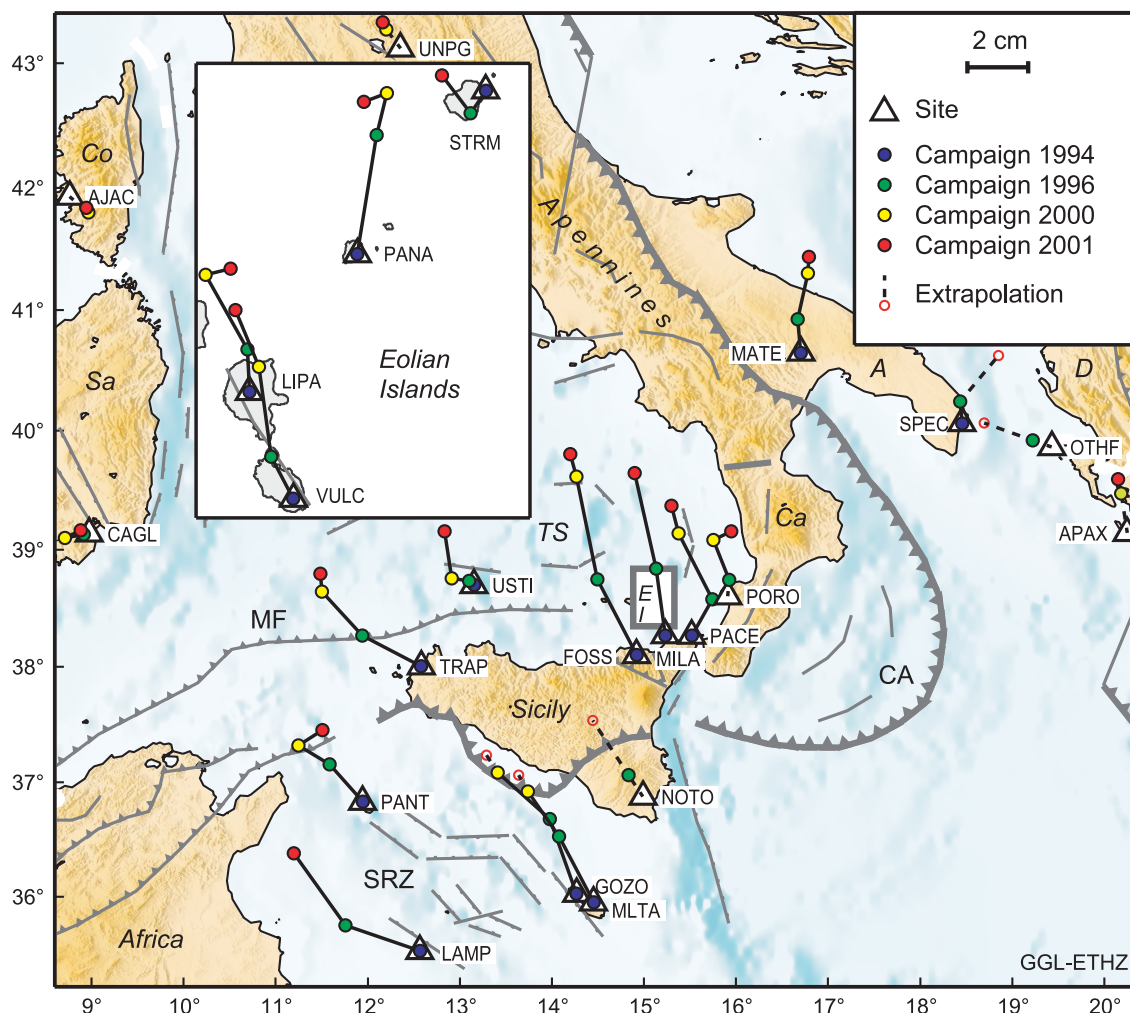 43°
42°
41°
40°
39°
38°
37°
36°
9°
10°
11°
12°
13°
14°
15°
16°
17°
18°
19°
20°
2 cm
Site
Campaign 1994
Campaign 1996
Campaign 2000
Campaign 2001
Extrapolation
UNPG
Co
AJAC
Sa
CAGL
STRM
PANA
LIPA
VULC
Eolian
Islands
Apennines
MATE
A
D
SPEC
OTHF
APAX
TS
Ca
USTI
E
I
PORO
MF
PACE
FOSS
MILA
TRAP
CA
Sicily
NOTO
PANT
SRZ
GOZO
MLTA
LAMP
Africa
GGL-ETHZ